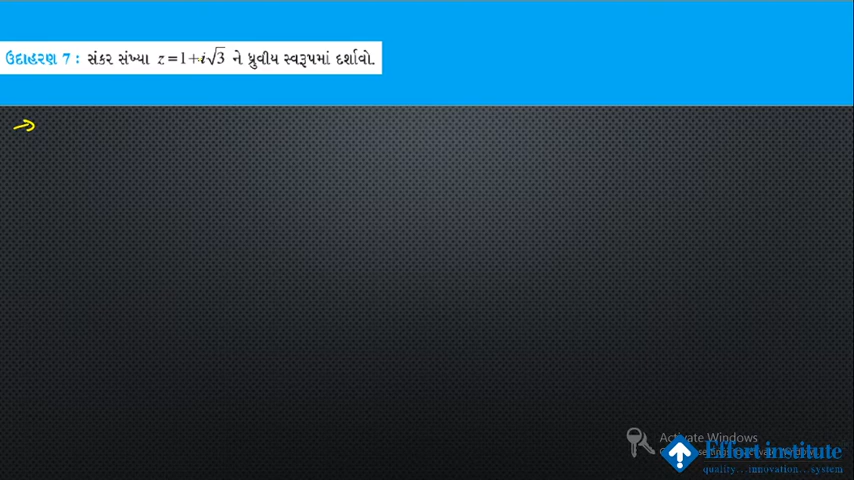 ઉદાહરણ 7 : સંકર સંખ્યા z=1+i√3 ને ધ્રુવીય સ્વરૂપમાં દર્શાવો.
Activate Windows
Effort institute
quality...innovation...system